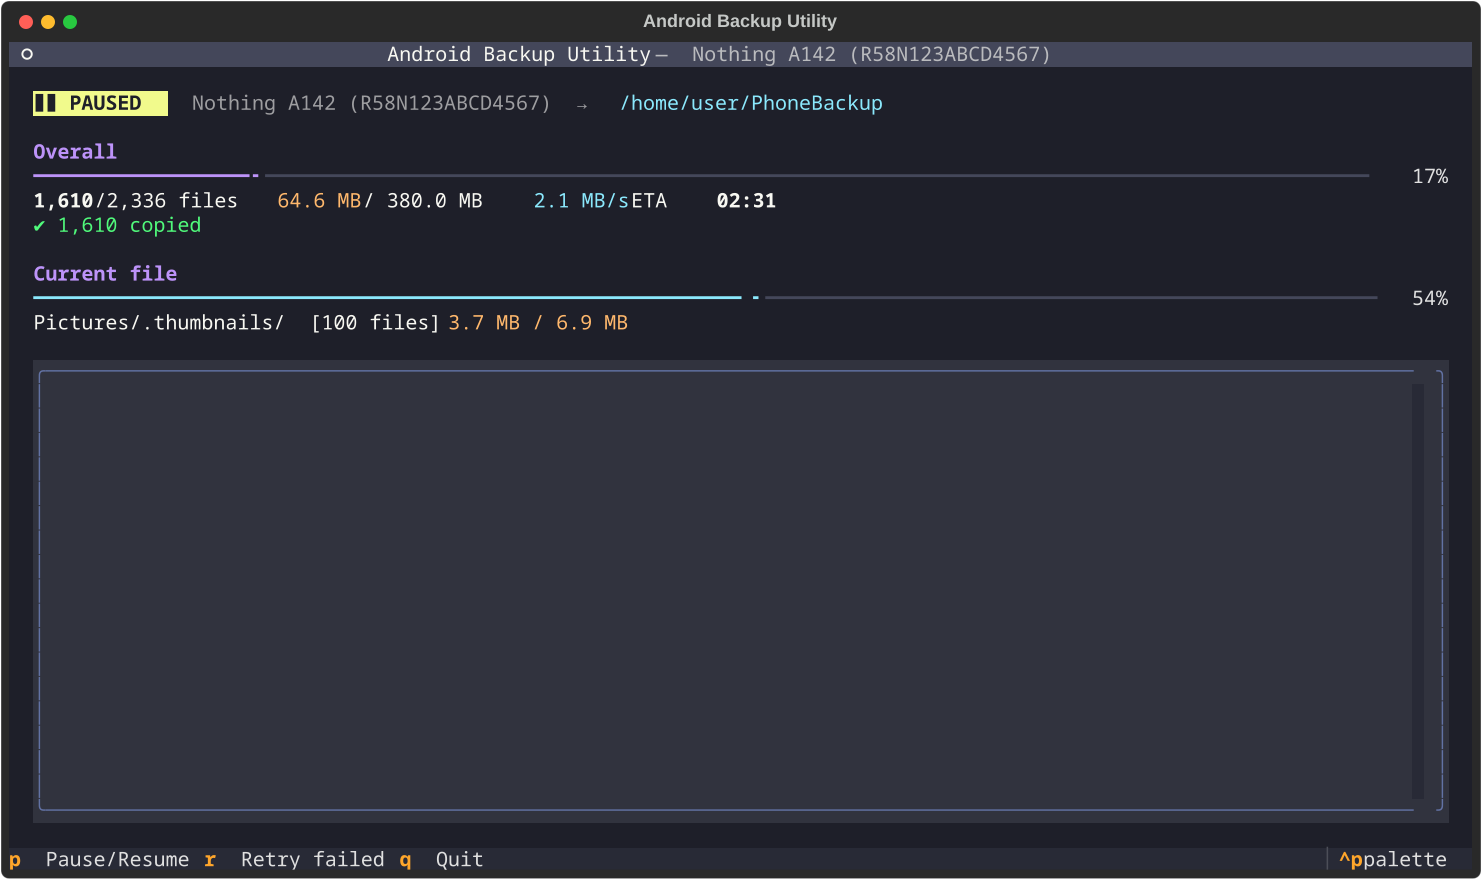 Android Backup Utility
Android Backup Utility — Nothing A142 (R58N123ABCD4567)
PAUSED Nothing A142 (R58N123ABCD4567) → /home/user/PhoneBackup
Overall
17%
1,610/2,336 files 64.6 MB / 380.0 MB 2.1 MB/s ETA 02:31
✔ 1,610 copied
Current file
54%
Pictures/.thumbnails/ [100 files] 3.7 MB / 6.9 MB
p Pause/Resume r Retry failed q Quit ^p palette